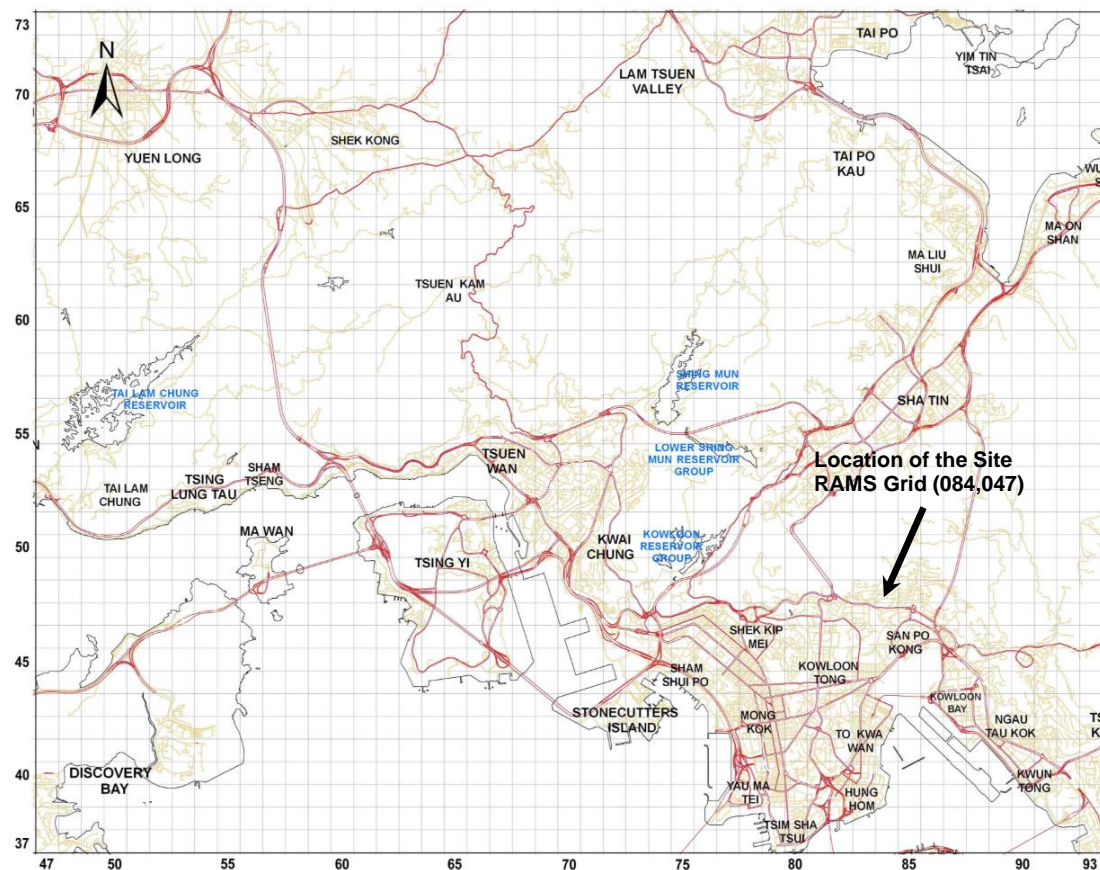 73
N
TAI PO
YIM TIN
TSAI
LAM TSUEN
VALLEY
70
SHEK KONG
YUEN LONG
TAI PO
KAU
WU
S
65
MA ON
SHAN
MA LIU
SHUI
TSUEN KAM
AU
60
SHING MUN
RESERVOIR
TAI LAM CHUNG
RESERVOIR
SHA TIN
55
N
LOWER SHING
MUN RESERVOIR
GROUP
TSUEN
WAN
Location of the Site
RAMS Grid (084,047)
SHAM
TSENG
TSING
LUNG TAU
TAI LAM
CHUNG
MA WAN
50
KWAI
CHUNG
KOWLOON
RESERVOIR
GROUP
TSING YI
SHEK KIP
MEI
SAN PO
KONG
45
SHAM
SHUI PO
KOWLOON
TONG
KOWLOON
BAY
STONECUTTERS
ISLAND
MONG
KOK
TO KWA
WAN
NGAU
TAU KOK
TS
K
40
DISCOVERY
BAY
YAU MA
TEI
HUNG
HOM
KWUN
TONG
TSIM SHA
TSUI
37
47 50 55 60 65 70 75 80 85 90 93